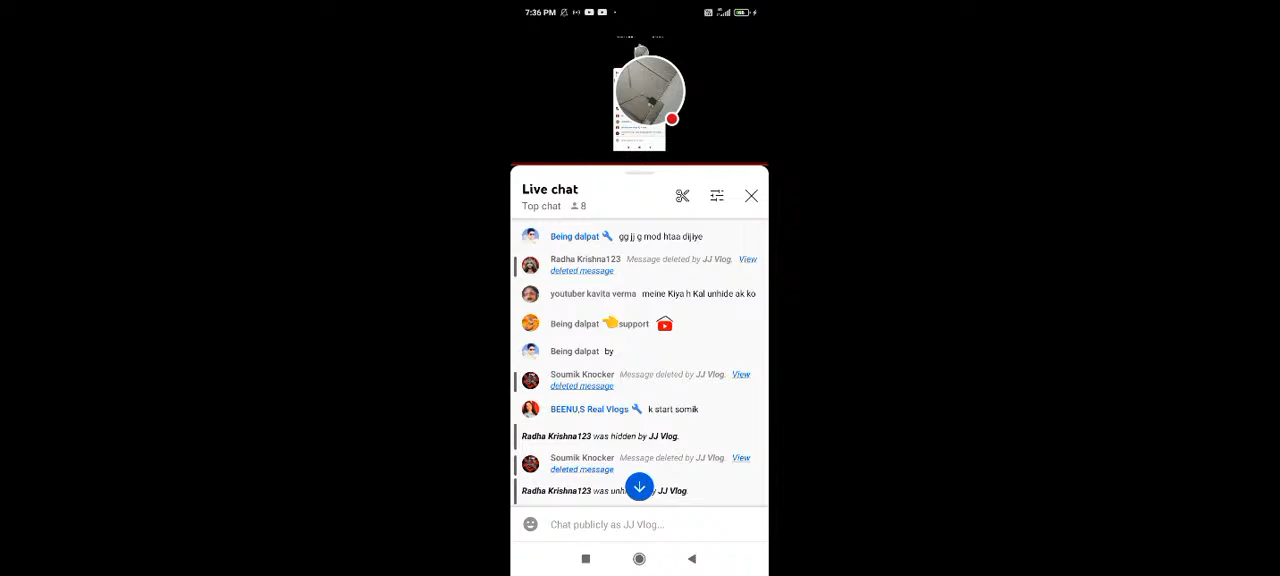 7:36 PM
Live chat
Top chat 8
Being dalpat gg jj g mod htaa dijiye
Radha Krishna123 Message deleted by JJ Vlog. View
deleted message
youtuber kavita verma meine Kiya h Kal unhide ak ko
Being dalpat 👈support
Being dalpat by
Soumik Knocker Message deleted by JJ Vlog. View
deleted message
BEENU,S Real Vlogs k start somik
Radha Krishna123 was hidden by JJ Vlog.
Soumik Knocker Message deleted by JJ Vlog. View
deleted message
Radha Krishna123 was JJ Vlog.
Chat publicly as JJ Vlog...